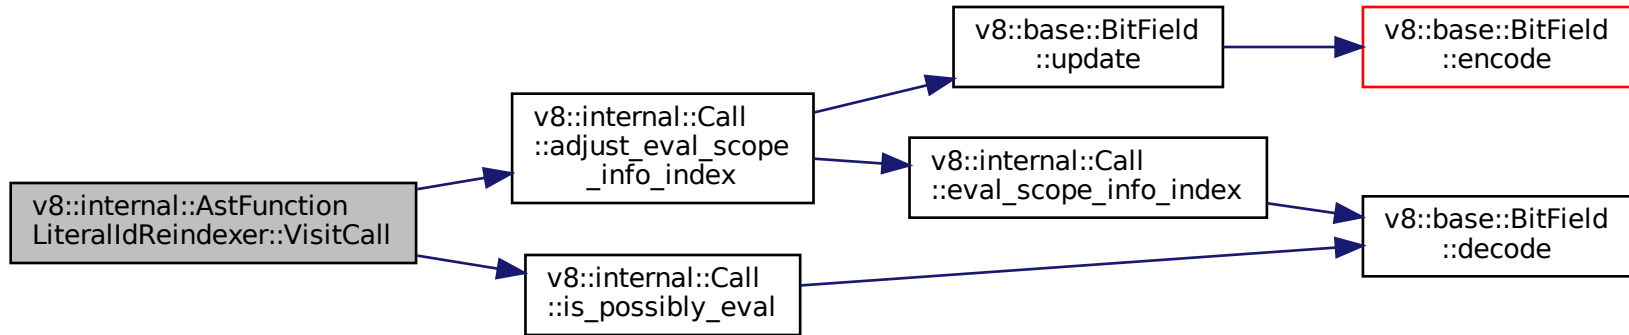 v8::internal::AstFunction
LiteralIdReindexer::VisitCall
v8::internal::Call
::adjust_eval_scope
_info_index
v8::base::BitField
::update
v8::base::BitField
::encode
v8::internal::Call
::eval_scope_info_index
v8::base::BitField
::decode
v8::internal::Call
::is_possibly_eval